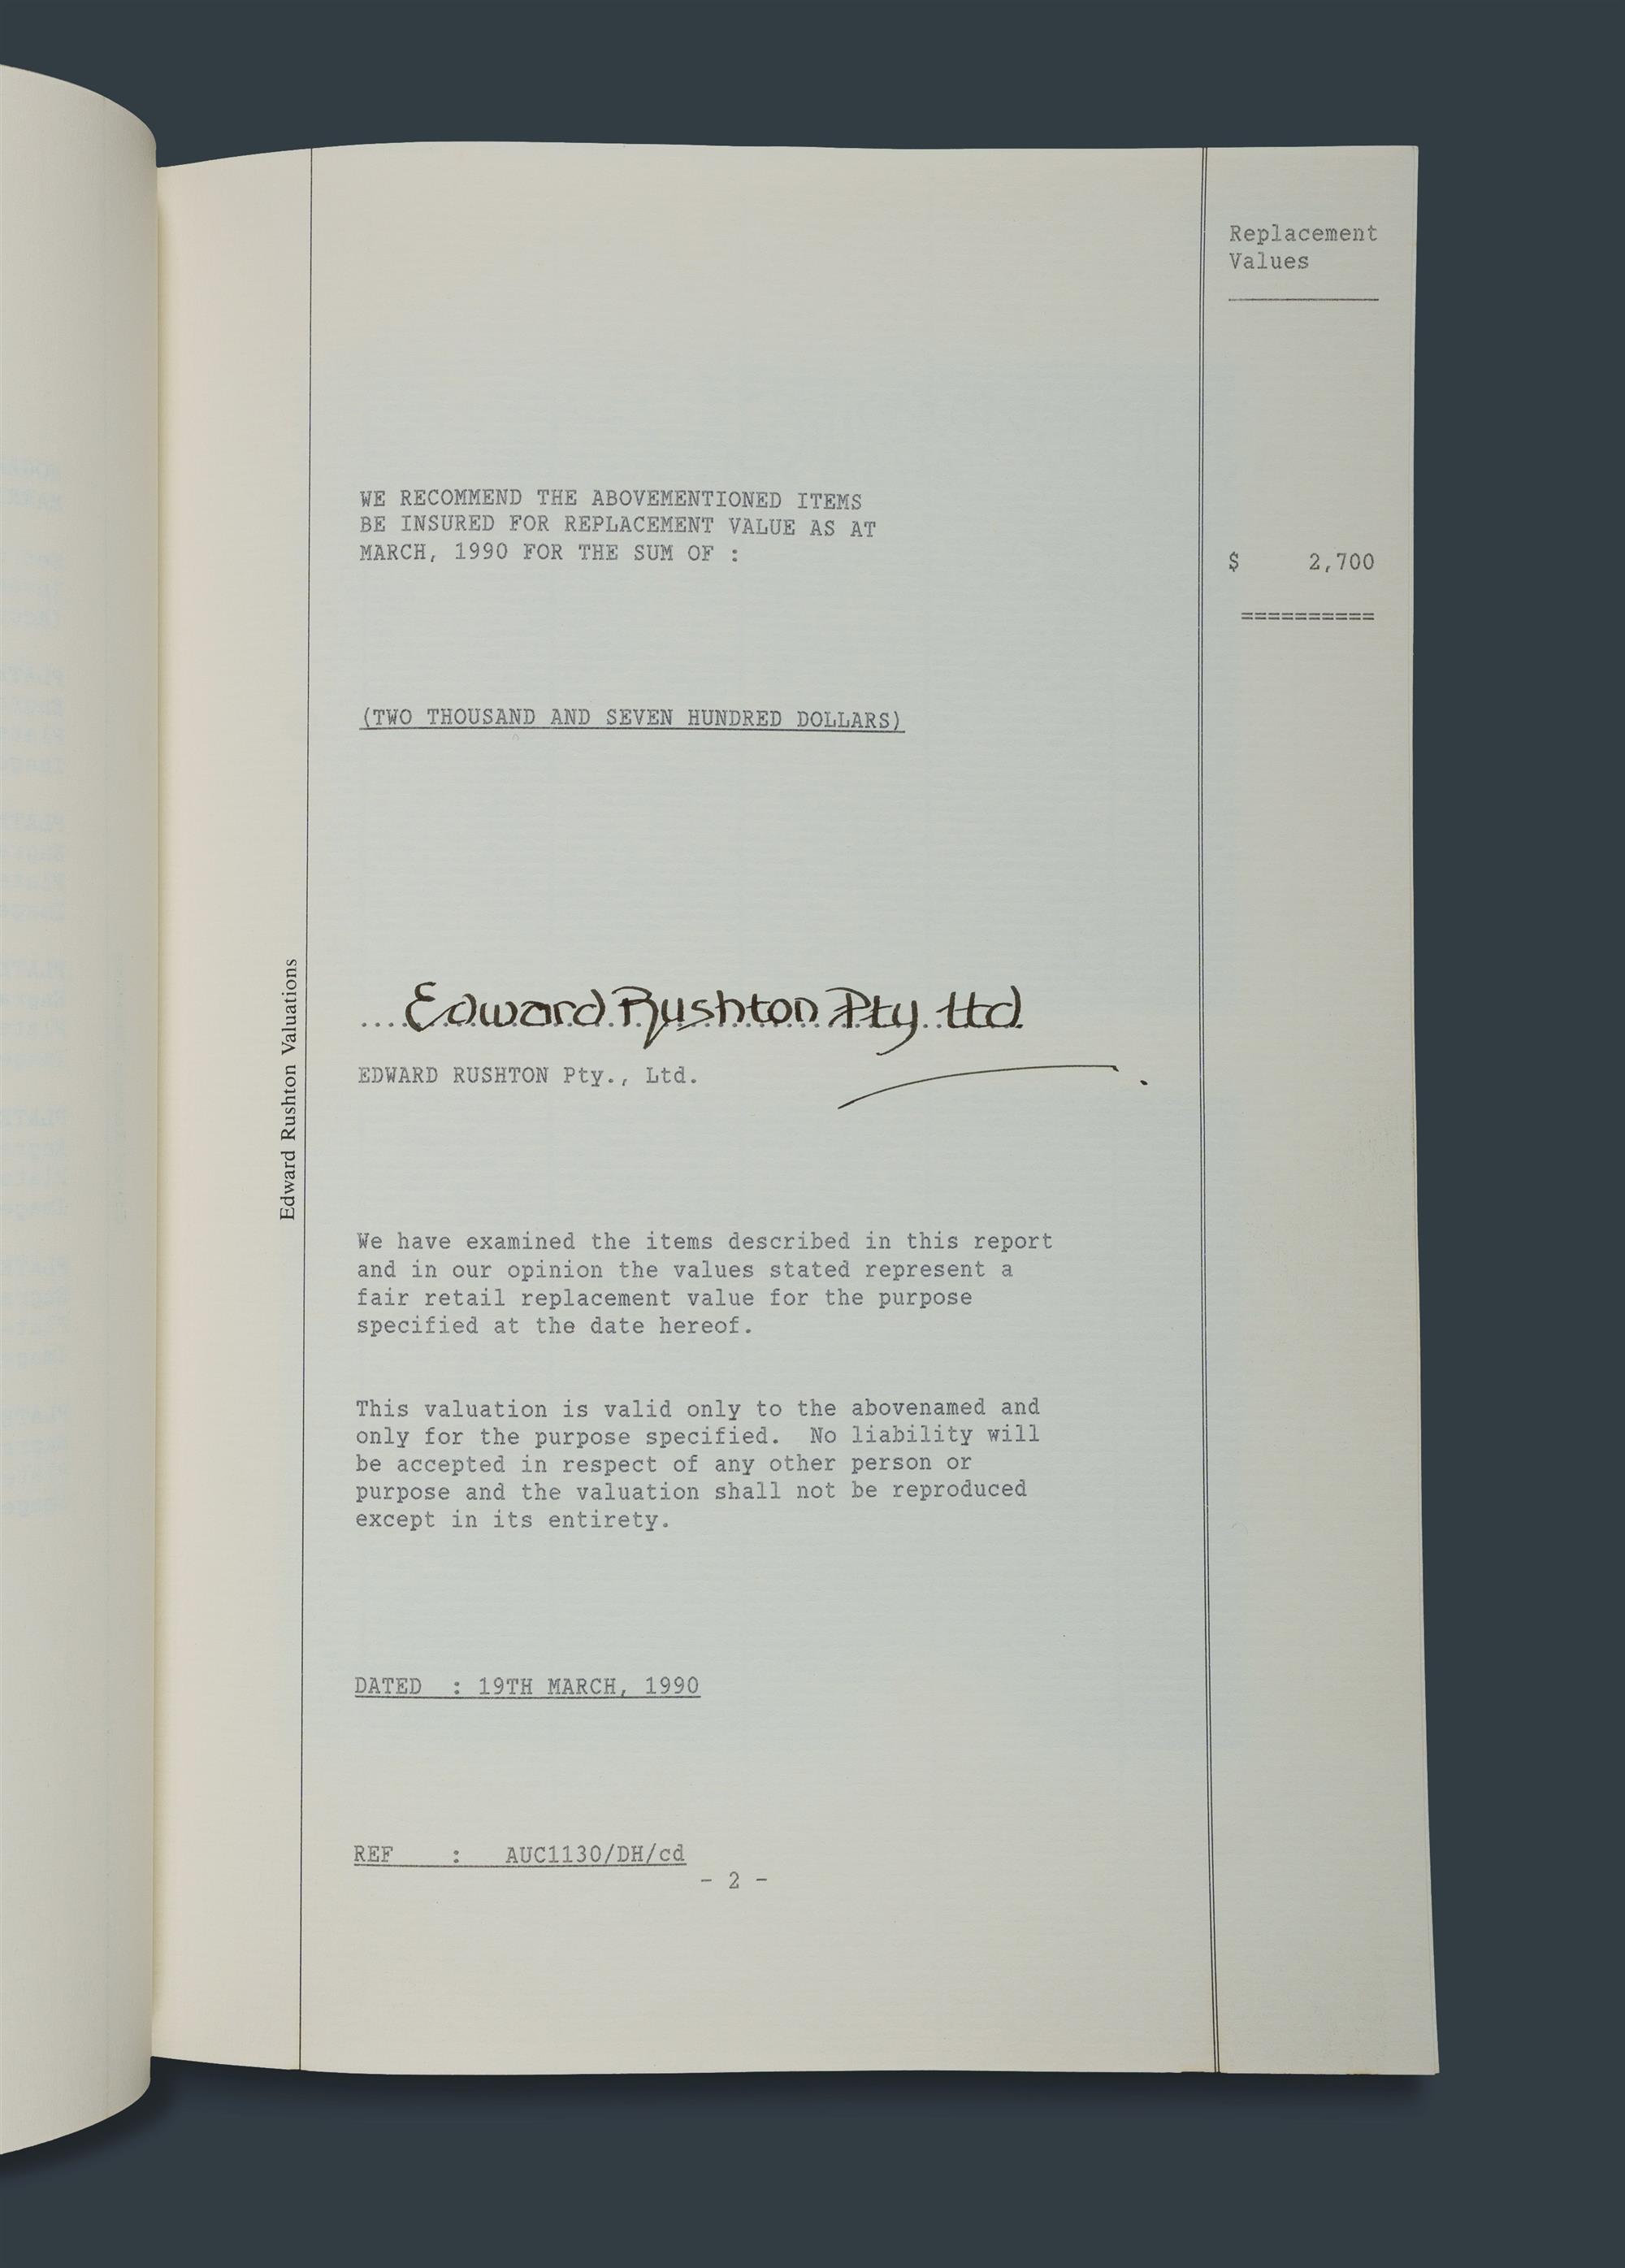 Replacement
Values
WE RECOMMEND THE ABOVEMENTIONED ITEMS
BE INSURED FOR REPLACEMENT VALUE AS AT
MARCH, 1990 FOR THE SUM OF :
$ 2,700
==========
(TWO THOUSAND AND SEVEN HUNDRED DOLLARS)
Edward Rushton Pty Ltd
EDWARD RUSHTON Pty., Ltd.
Edward Rushton Valuations
We have examined the items described in this report
and in our opinion the values stated represent a
fair retail replacement value for the purpose
specified at the date hereof.
This valuation is valid only to the abovenamed and
only for the purpose specified. No liability will
be accepted in respect of any other person or
purpose and the valuation shall not be reproduced
except in its entirety.
DATED : 19TH MARCH, 1990
REF : AUC1130/DH/cd
- 2 -